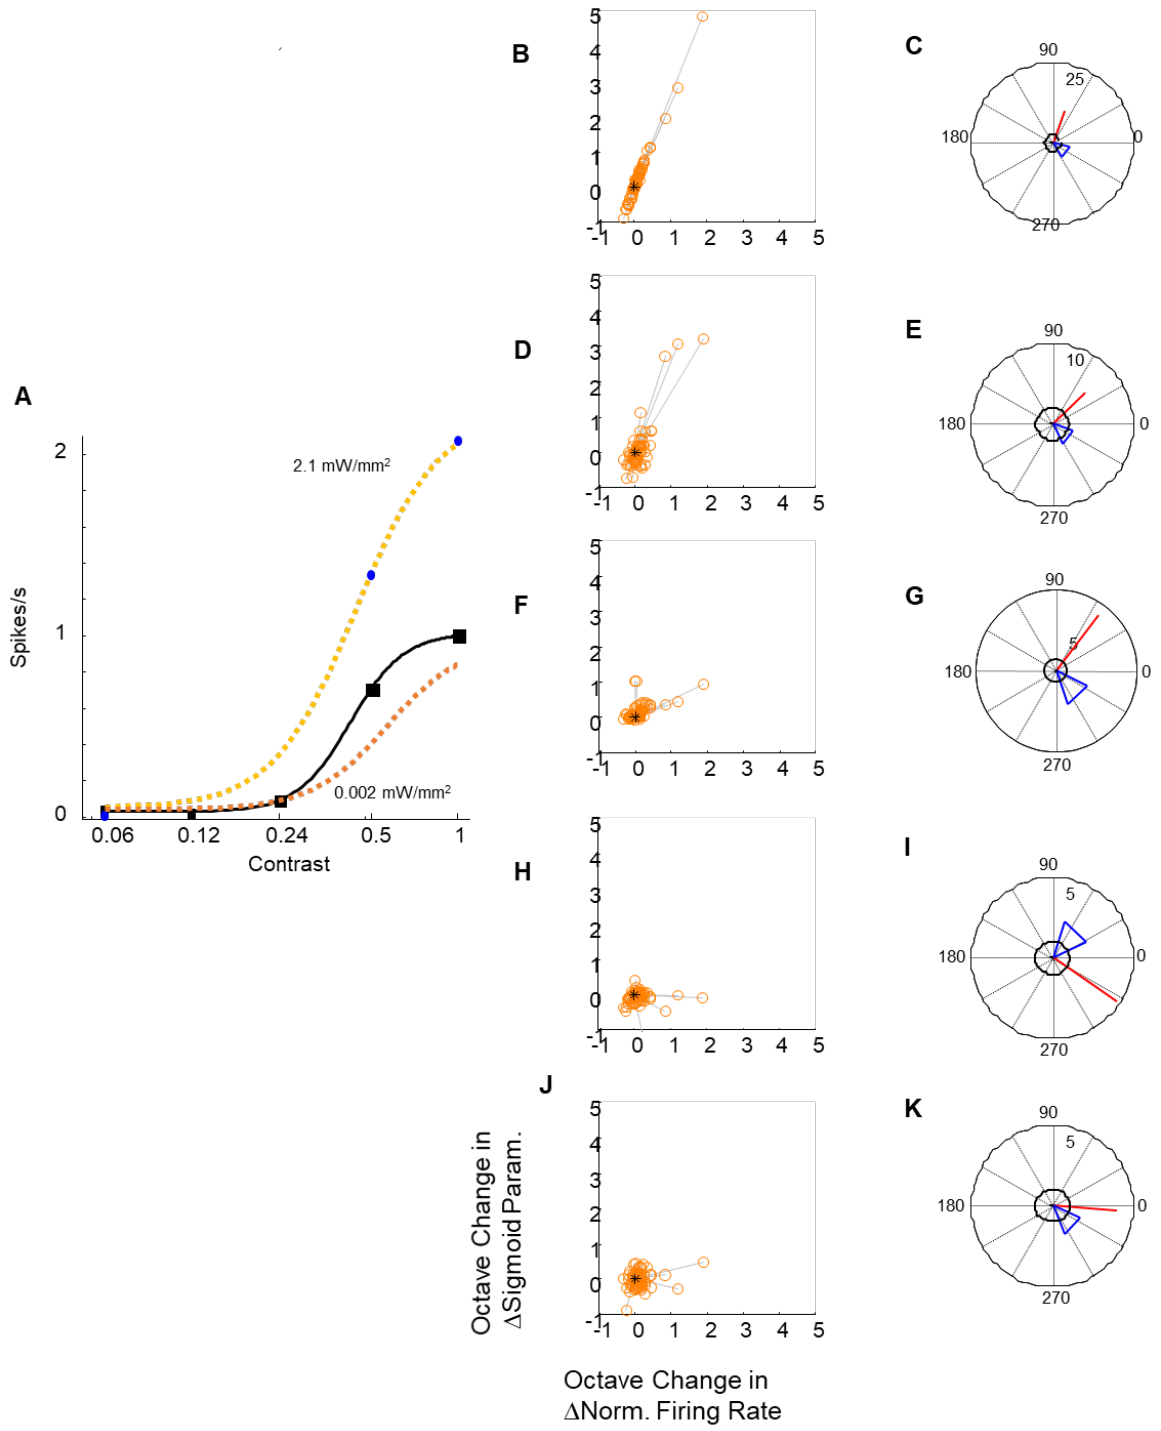 A
2
1
0
Spikes/s
2.1 mW/mm²
0.002 mW/mm²
0.06 0.12 0.24 0.5 1
Contrast
B
5
4
3
2
1
0
-1
-1 0 1 2 3 4 5
C
90
25
180
0
270
D
5
4
3
2
1
0
-1
-1 0 1 2 3 4 5
E
90
10
180
0
270
F
5
4
3
2
1
0
-1
-1 0 1 2 3 4 5
G
90
5
180
0
270
H
5
4
3
2
1
0
-1
-1 0 1 2 3 4 5
I
90
5
180
0
270
J
5
4
3
2
1
0
-1
-1 0 1 2 3 4 5
Octave Change in
ΔSigmoid Param.
Octave Change in
ΔNorm. Firing Rate
K
90
5
180
0
270